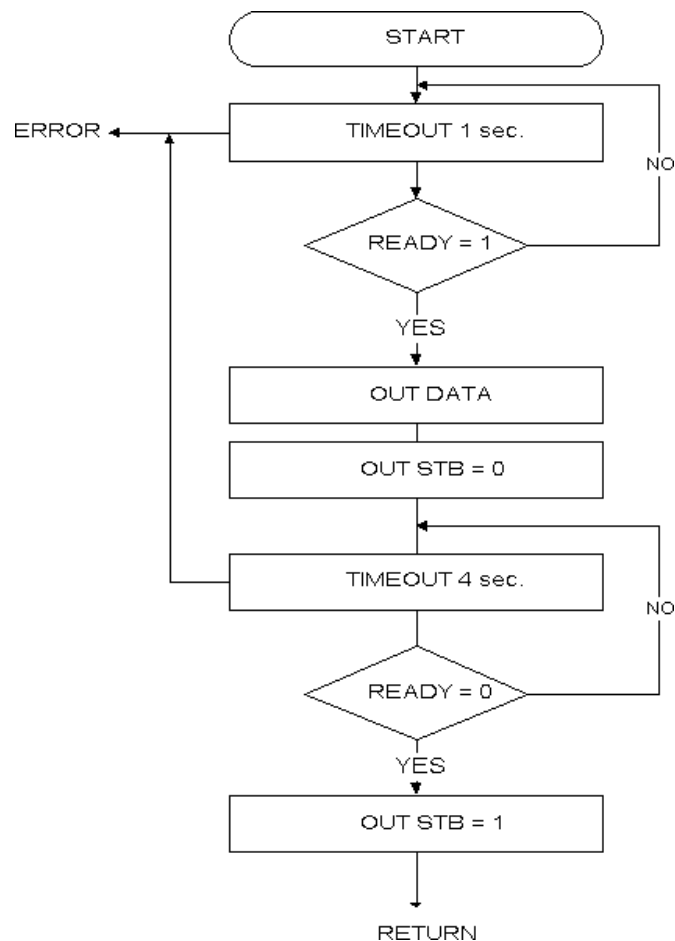 START
ERROR
TIMEOUT 1 sec.
NO
READY = 1
YES
OUT DATA
OUT STB = 0
TIMEOUT 4 sec.
NO
READY = 0
YES
OUT STB = 1
RETURN